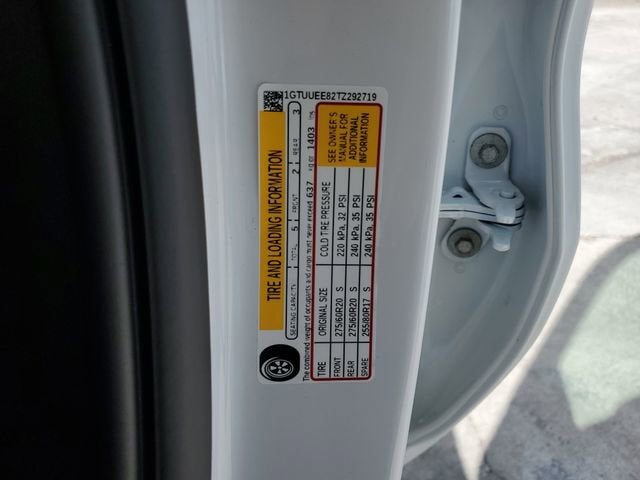 1GTUUEE82TZ292719
TIRE AND LOADING INFORMATION
SEATING CAPACITY TOTAL 5 FRONT 2 REAR 3
The combined weight of occupants and cargo must never exceed 637 kg or 1403 lbs
TIRE ORIGINAL SIZE COLD TIRE PRESSURE SEE OWNER'S MANUAL FOR ADDITIONAL INFORMATION
FRONT 275/60R20 S 220 kPa, 32 PSI
REAR 275/60R20 S 240 kPa, 35 PSI
SPARE 255/80R17 S 240 kPa, 35 PSI